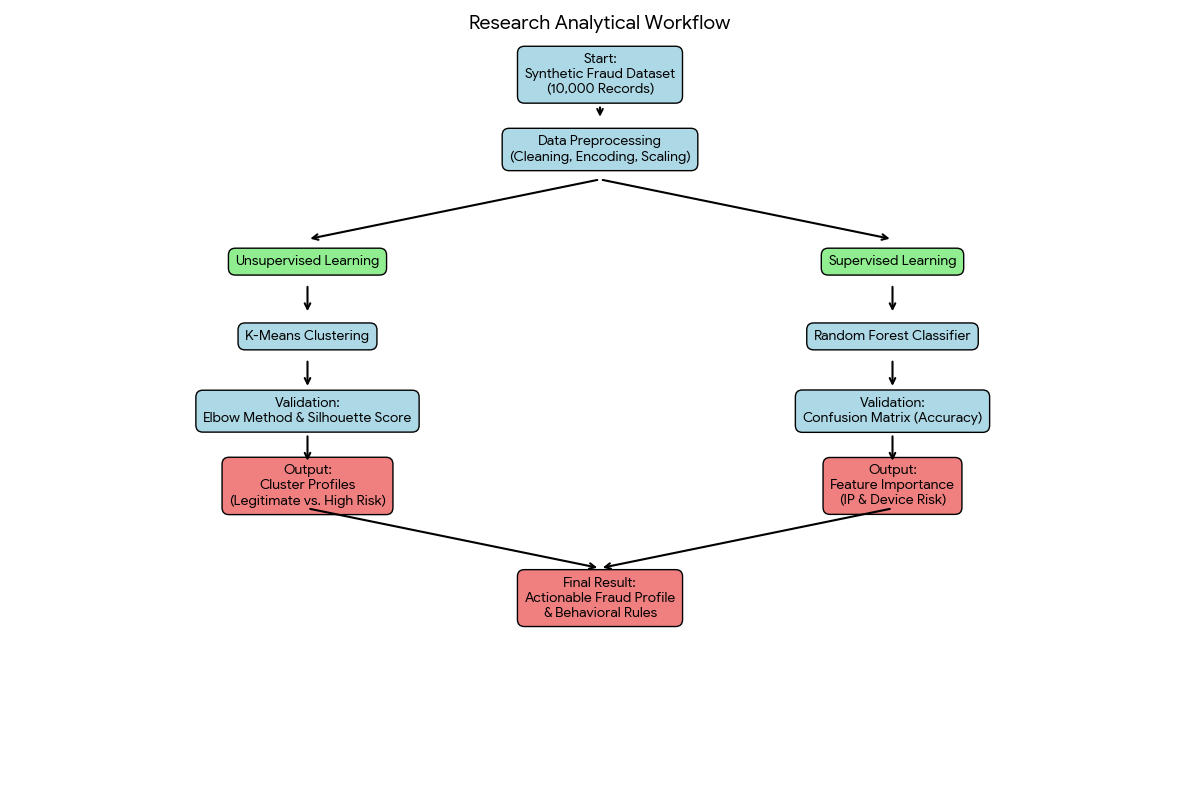 Research Analytical Workflow
Start:
Synthetic Fraud Dataset
(10,000 Records)
Data Preprocessing
(Cleaning, Encoding, Scaling)
Unsupervised Learning
Supervised Learning
K-Means Clustering
Random Forest Classifier
Validation:
Elbow Method & Silhouette Score
Validation:
Confusion Matrix (Accuracy)
Output:
Cluster Profiles
(Legitimate vs. High Risk)
Output:
Feature Importance
(IP & Device Risk)
Final Result:
Actionable Fraud Profile
& Behavioral Rules